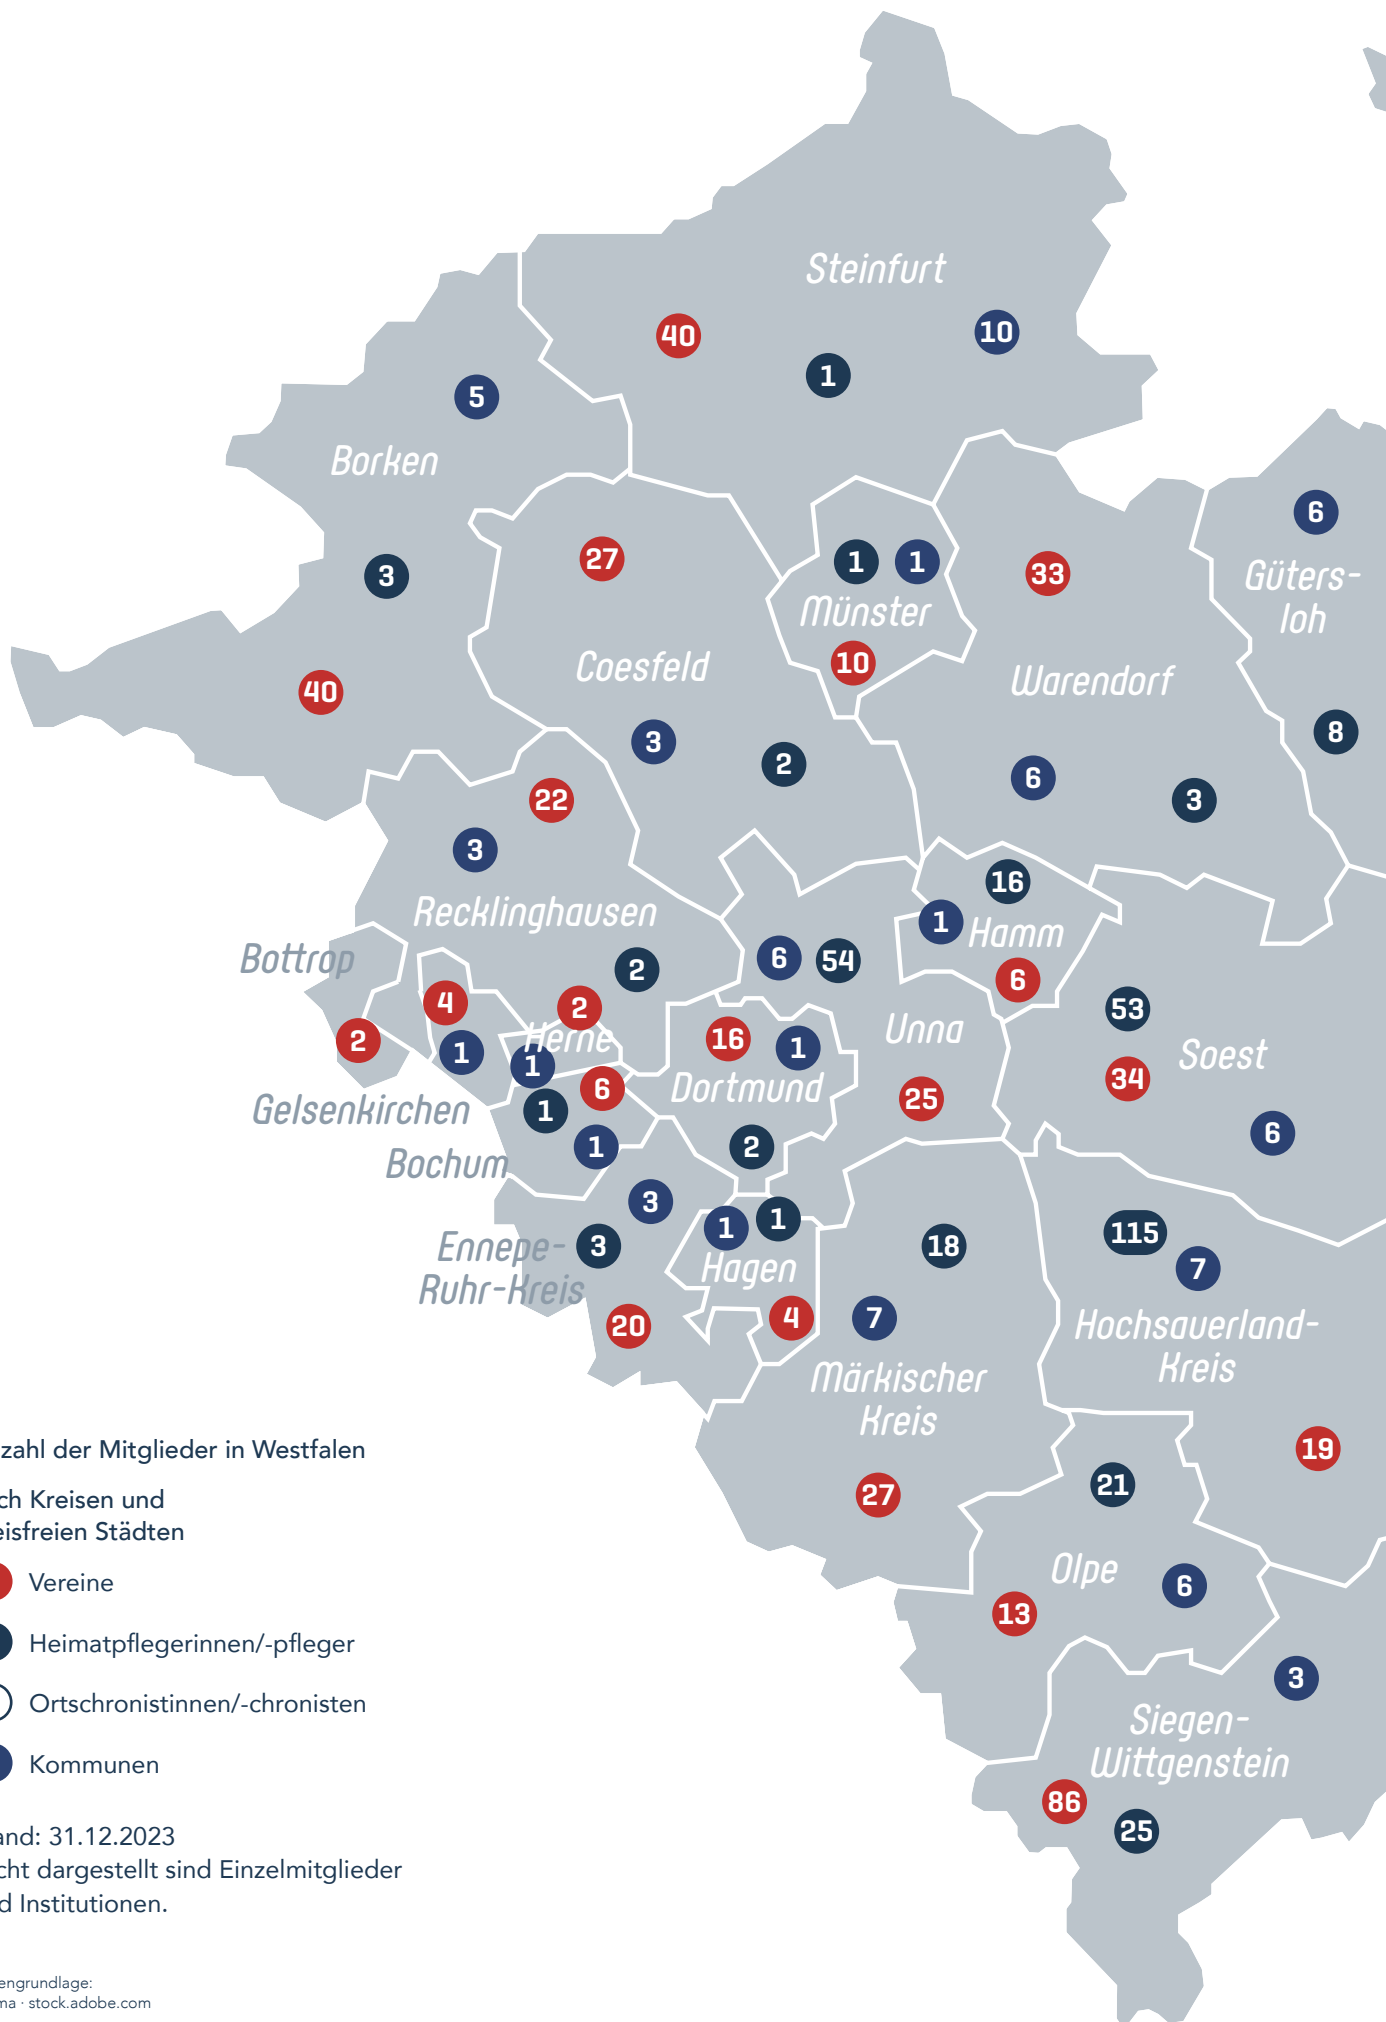 Steinfurt
40
10
1
5
Borken
3
40
27
Coesfeld
3
2
1
1
Münster
10
33
Warendorf
6
3
6
Güters-
loh
8
22
3
Recklinghausen
2
Bottrop
2
4
1
Gelsenkirchen
2
Herne
1
6
1
1
Bochum
16
1
Dortmund
2
6
54
Unna
25
16
1
Hamm
6
53
34
Soest
6
3
3
Ennepe-
Ruhr-Kreis
20
1
1
Hagen
4
18
7
Märkischer
Kreis
27
115
7
Hochsauerland-
Kreis
19
21
Olpe
6
13
3
Siegen-
Wittgenstein
86
25
zahl der Mitglieder in Westfalen
ch Kreisen und
eisfreien Städten
Vereine
Heimatpflegerinnen/-pfleger
Ortschronistinnen/-chronisten
Kommunen
and: 31.12.2023
cht dargestellt sind Einzelmitglieder
d Institutionen.
engrundlage:
ma · stock.adobe.com